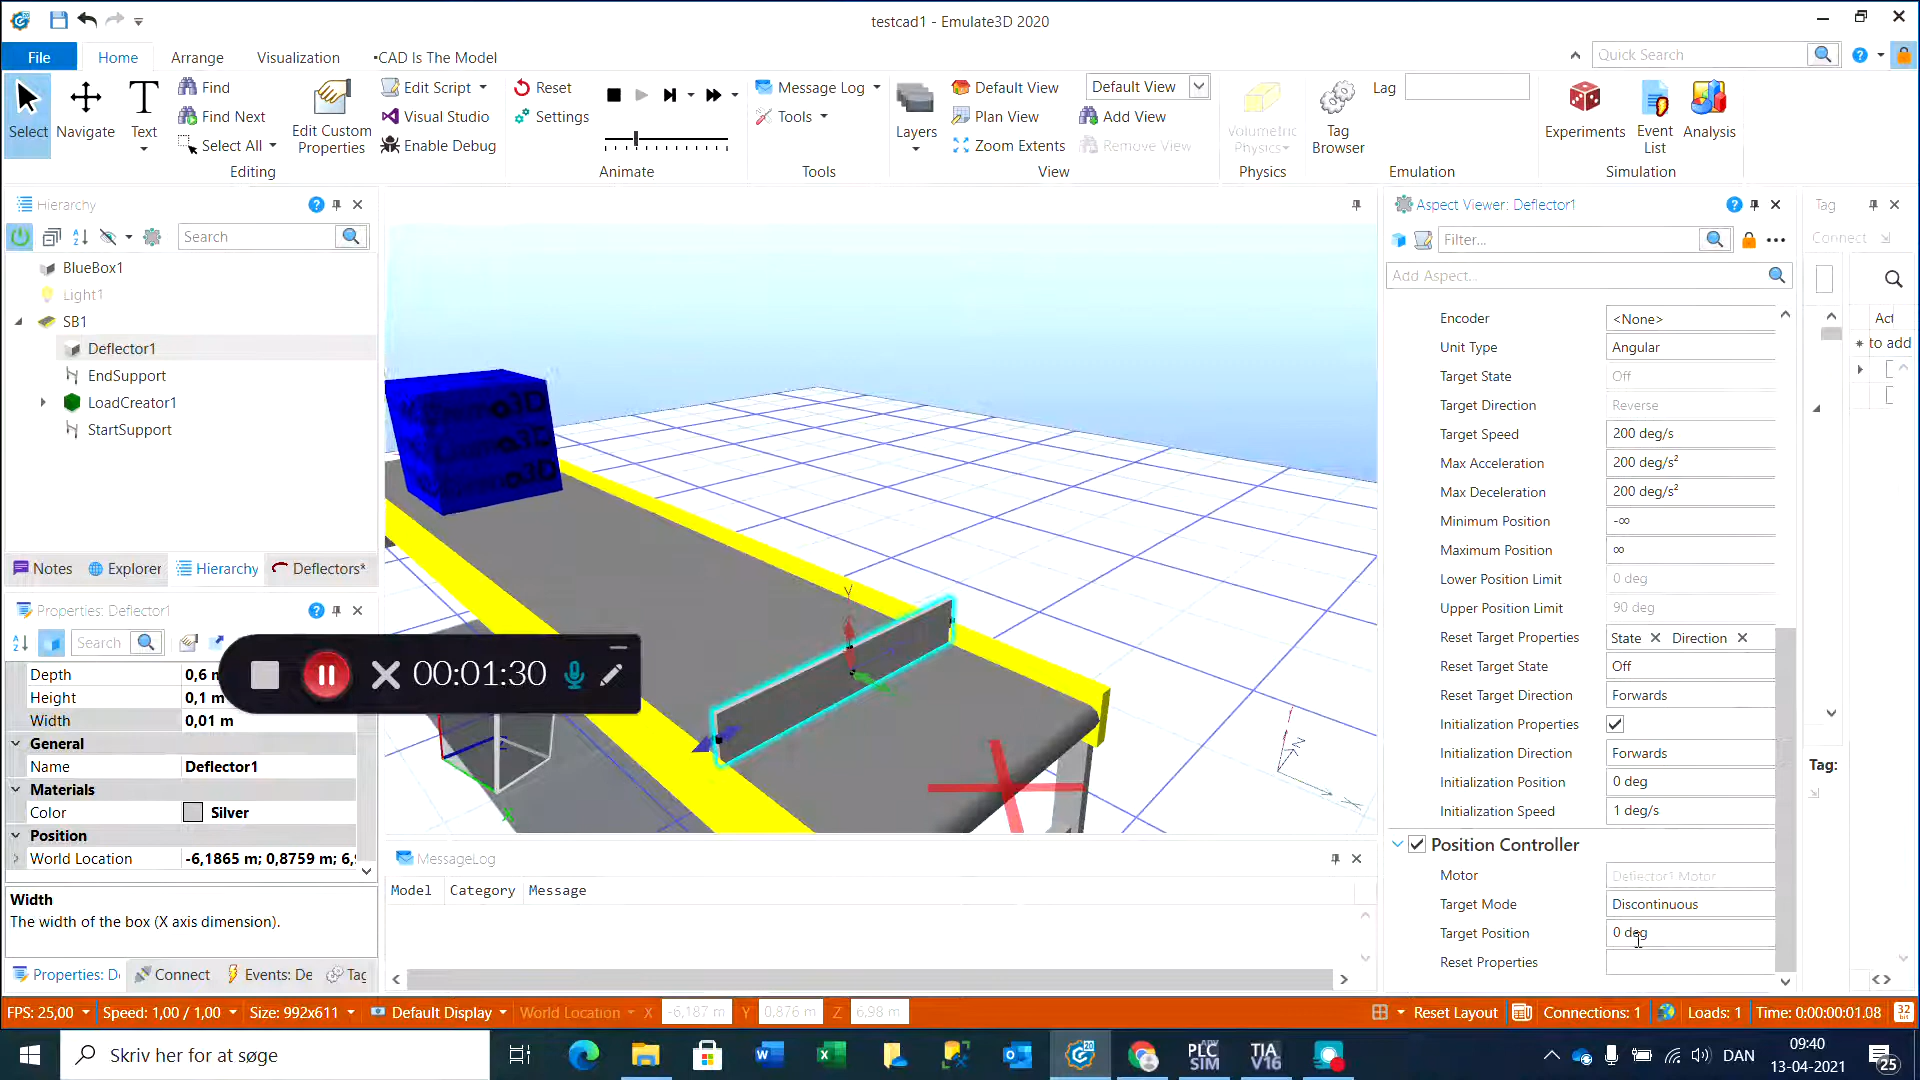 testcad1 - Emulate3D 2020
File
Home
Arrange
Visualization
•CAD Is The Model
Quick Search
Select
Navigate
Text
Find
Find Next
Select All
Edit Custom
Properties
Edit Script
Visual Studio
Enable Debug
Editing
Reset
Settings
Animate
Message Log
Tools
Tools
Layers
Default View
Plan View
Zoom Extents
Default View
Add View
Remove View
View
Volumetric
Physics
Physics
Tag
Browser
Lag
Emulation
Experiments
Event
List
Analysis
Simulation
Hierarchy
Search
BlueBox1
Light1
SB1
Deflector1
EndSupport
LoadCreator1
StartSupport
Notes
Explorer
Hierarchy
Deflectors*
Properties: Deflector1
Search
Depth 0,6 m
Height 0,1 m
Width 0,01 m
General
Name Deflector1
Materials
Color Silver
Position
World Location -6,1865 m; 0,8759 m; 6,
Width
The width of the box (X axis dimension).
Properties: D
Connect
Events: De
Tag
00:01:30
MessageLog
Model Category Message
Aspect Viewer: Deflector1
Filter...
Add Aspect...
Encoder <None>
Unit Type Angular
Target State Off
Target Direction Reverse
Target Speed 200 deg/s
Max Acceleration 200 deg/s²
Max Deceleration 200 deg/s²
Minimum Position -∞
Maximum Position ∞
Lower Position Limit 0 deg
Upper Position Limit 90 deg
Reset Target Properties State Direction
Reset Target State Off
Reset Target Direction Forwards
Initialization Properties
Initialization Direction Forwards
Initialization Position 0 deg
Initialization Speed 1 deg/s
Position Controller
Motor Deflector1 Motor
Target Mode Discontinuous
Target Position 0 deg
Reset Properties
Tag
Connect
Act
to add
Tag:
FPS: 25,00
Speed: 1,00 / 1,00
Size: 992x611
Default Display
World Location X -6,187 m Y 0,876 m Z 6,98 m
Reset Layout
Connections: 1
Loads: 1
Time: 0:00:00:01.08
32
bit
Skriv her for at søge
PLC
SIM
TIA
V16
DAN
09:40
13-04-2021
25